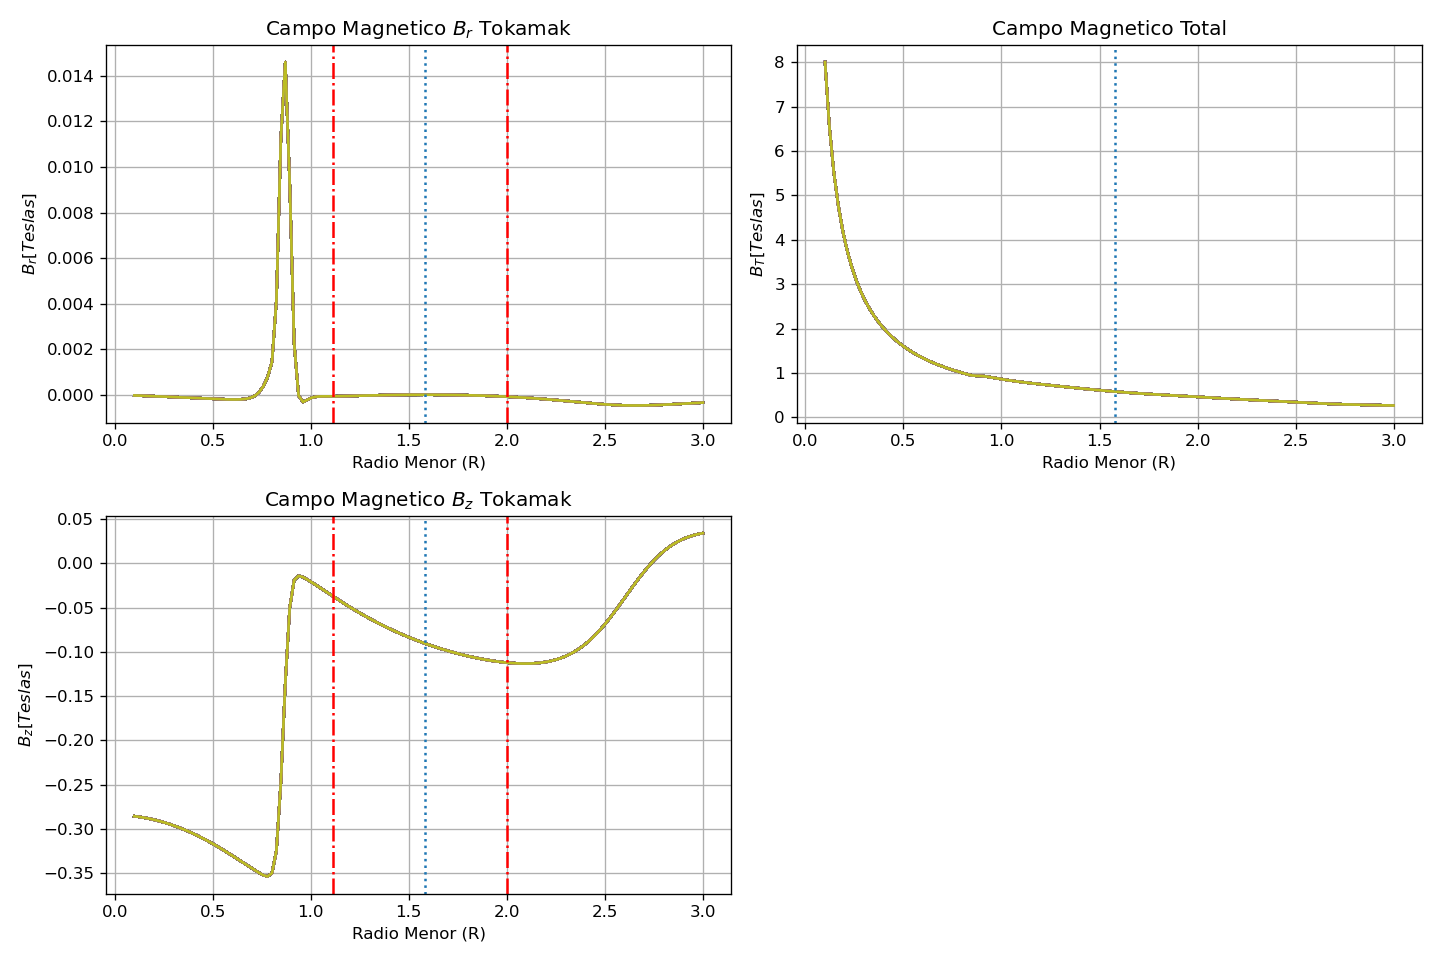 Campo Magnetico $B_r$ Tokamak
0.014
0.012
0.010
0.008
0.006
0.004
0.002
0.000
$B_r[Teslas]$
0.0 0.5 1.0 1.5 2.0 2.5 3.0
Radio Menor (R)
Campo Magnetico Total
8
7
6
5
4
3
2
1
0
$B_T[Teslas]$
0.0 0.5 1.0 1.5 2.0 2.5 3.0
Radio Menor (R)
Campo Magnetico $B_z$ Tokamak
0.05
0.00
−0.05
−0.10
−0.15
−0.20
−0.25
−0.30
−0.35
$B_z[Teslas]$
0.0 0.5 1.0 1.5 2.0 2.5 3.0
Radio Menor (R)